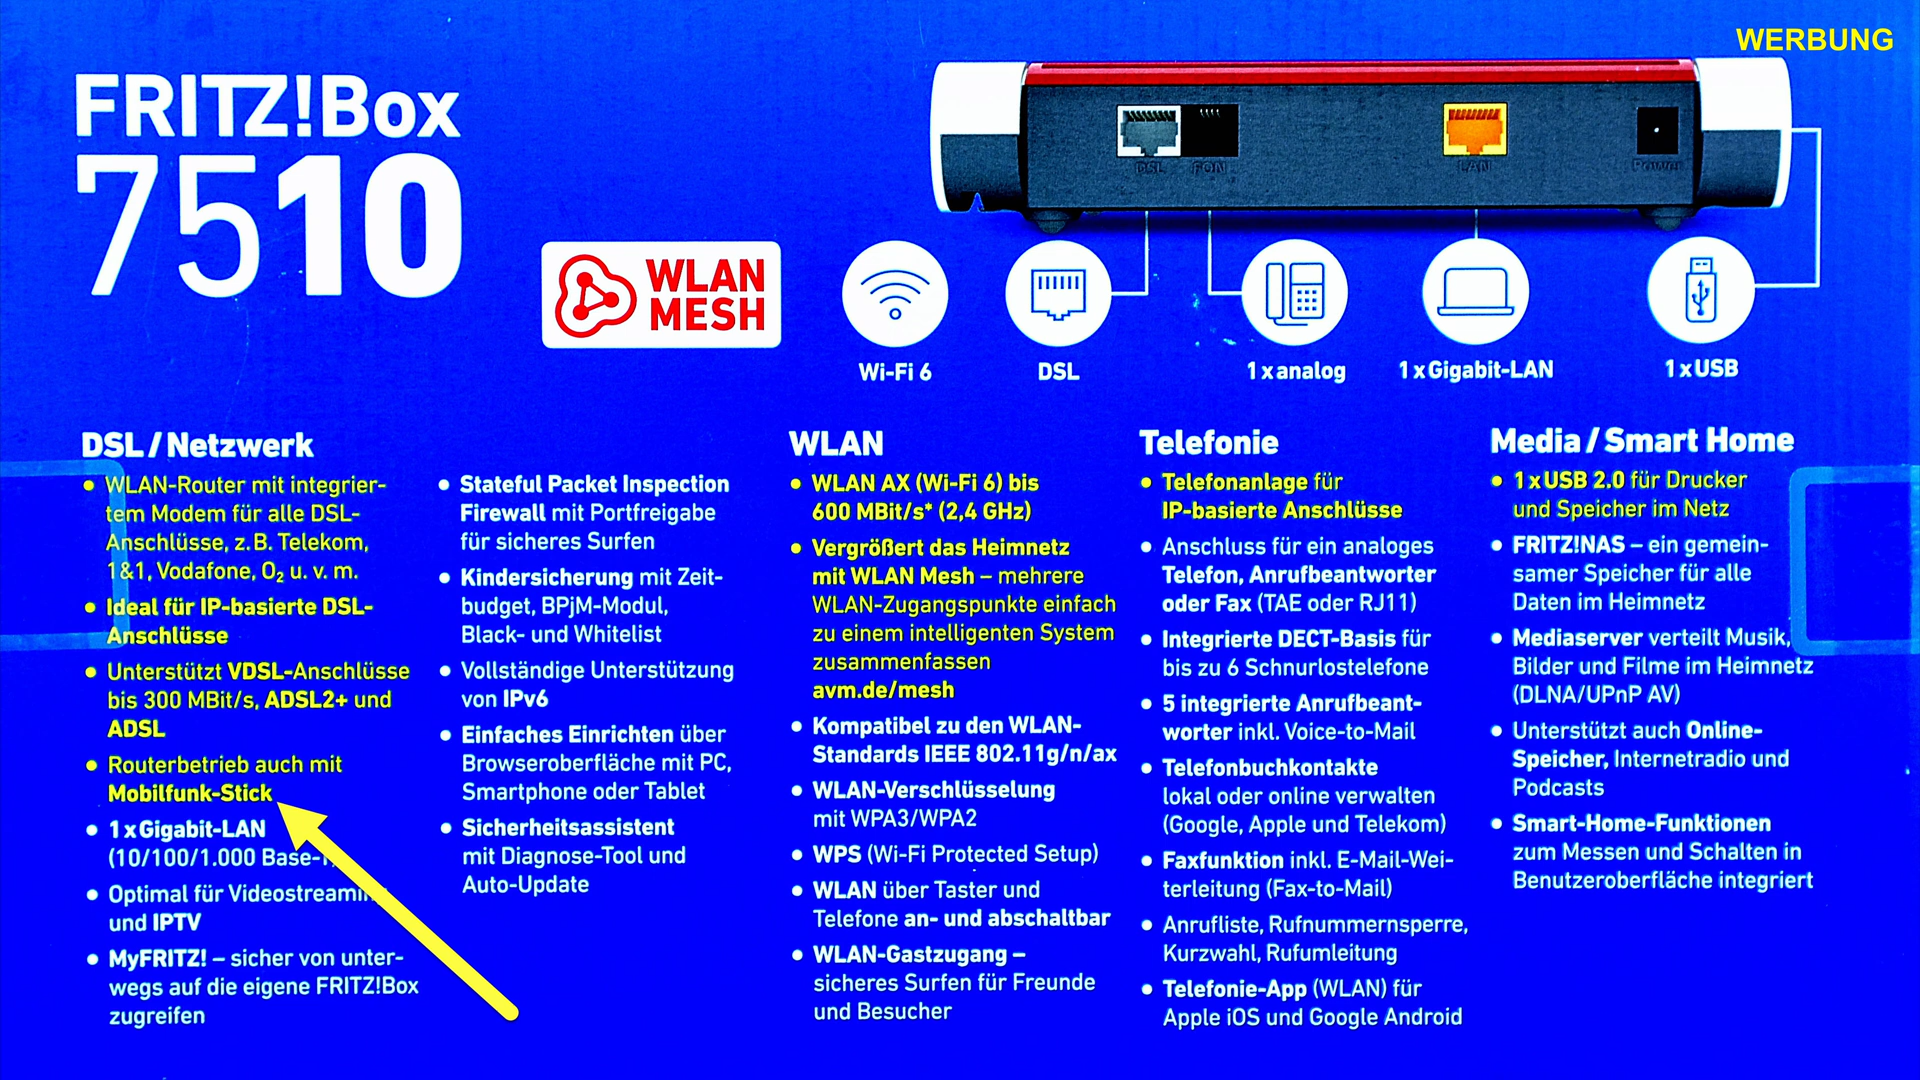 WERBUNG
FRITZ!Box
7510
WLAN
MESH
DSL
FON
LAN
Power
Wi-Fi 6
DSL
1 x analog
1 x Gigabit-LAN
1 x USB
DSL / Netzwerk
• WLAN-Router mit integrier-
tem Modem für alle DSL-
Anschlüsse, z. B. Telekom,
1&1, Vodafone, O₂ u. v. m.
• Ideal für IP-basierte DSL-
Anschlüsse
• Unterstützt VDSL-Anschlüsse
bis 300 MBit/s, ADSL2+ und
ADSL
• Routerbetrieb auch mit
Mobilfunk-Stick
• 1 x Gigabit-LAN
(10/100/1.000
• Optimal für
und IPTV
• MyFRITZ! – sicher von unter-
wegs auf die eigene FRITZ!Box
zugreifen
• Stateful Packet Inspection
Firewall mit Portfreigabe
für sicheres Surfen
• Kindersicherung mit Zeit-
budget, BPjM-Modul,
Black- und Whitelist
• Vollständige Unterstützung
von IPv6
• Einfaches Einrichten über
Browseroberfläche mit PC,
Smartphone oder Tablet
• Sicherheitsassistent
mit Diagnose-Tool und
Auto-Update
WLAN
• WLAN AX (Wi-Fi 6) bis
600 MBit/s* (2,4 GHz)
• Vergrößert das Heimnetz
mit WLAN Mesh – mehrere
WLAN-Zugangspunkte einfach
zu einem intelligenten System
zusammenfassen
avm.de/mesh
• Kompatibel zu den WLAN-
Standards IEEE 802.11g/n/ax
• WLAN-Verschlüsselung
mit WPA3/WPA2
• WPS (Wi-Fi Protected Setup)
• WLAN über Taster und
Telefone an- und abschaltbar
• WLAN-Gastzugang –
sicheres Surfen für Freunde
und Besucher
Telefonie
• Telefonanlage für
IP-basierte Anschlüsse
• Anschluss für ein analoges
Telefon, Anrufbeantworter
oder Fax (TAE oder RJ11)
• Integrierte DECT-Basis für
bis zu 6 Schnurlostelefone
• 5 integrierte Anrufbeant-
worter inkl. Voice-to-Mail
• Telefonbuchkontakte
lokal oder online verwalten
(Google, Apple und Telekom)
• Faxfunktion inkl. E-Mail-Wei-
terleitung (Fax-to-Mail)
• Anrufliste, Rufnummernsperre,
Kurzwahl, Rufumleitung
• Telefonie-App (WLAN) für
Apple iOS und Google Android
Media / Smart Home
• 1 x USB 2.0 für Drucker
und Speicher im Netz
• FRITZ!NAS – ein gemein-
samer Speicher für alle
Daten im Heimnetz
• Mediaserver verteilt Musik,
Bilder und Filme im Heimnetz
(DLNA/UPnP AV)
• Unterstützt auch Online-
Speicher, Internetradio und
Podcasts
• Smart-Home-Funktionen
zum Messen und Schalten in
Benutzeroberfläche integriert